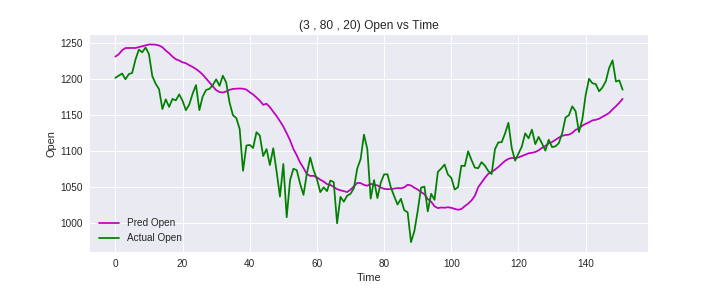 (3 , 80 , 20) Open vs Time
1250
1200
1150
1100
1050
1000
Open
Pred Open
Actual Open
0 20 40 60 80 100 120 140
Time